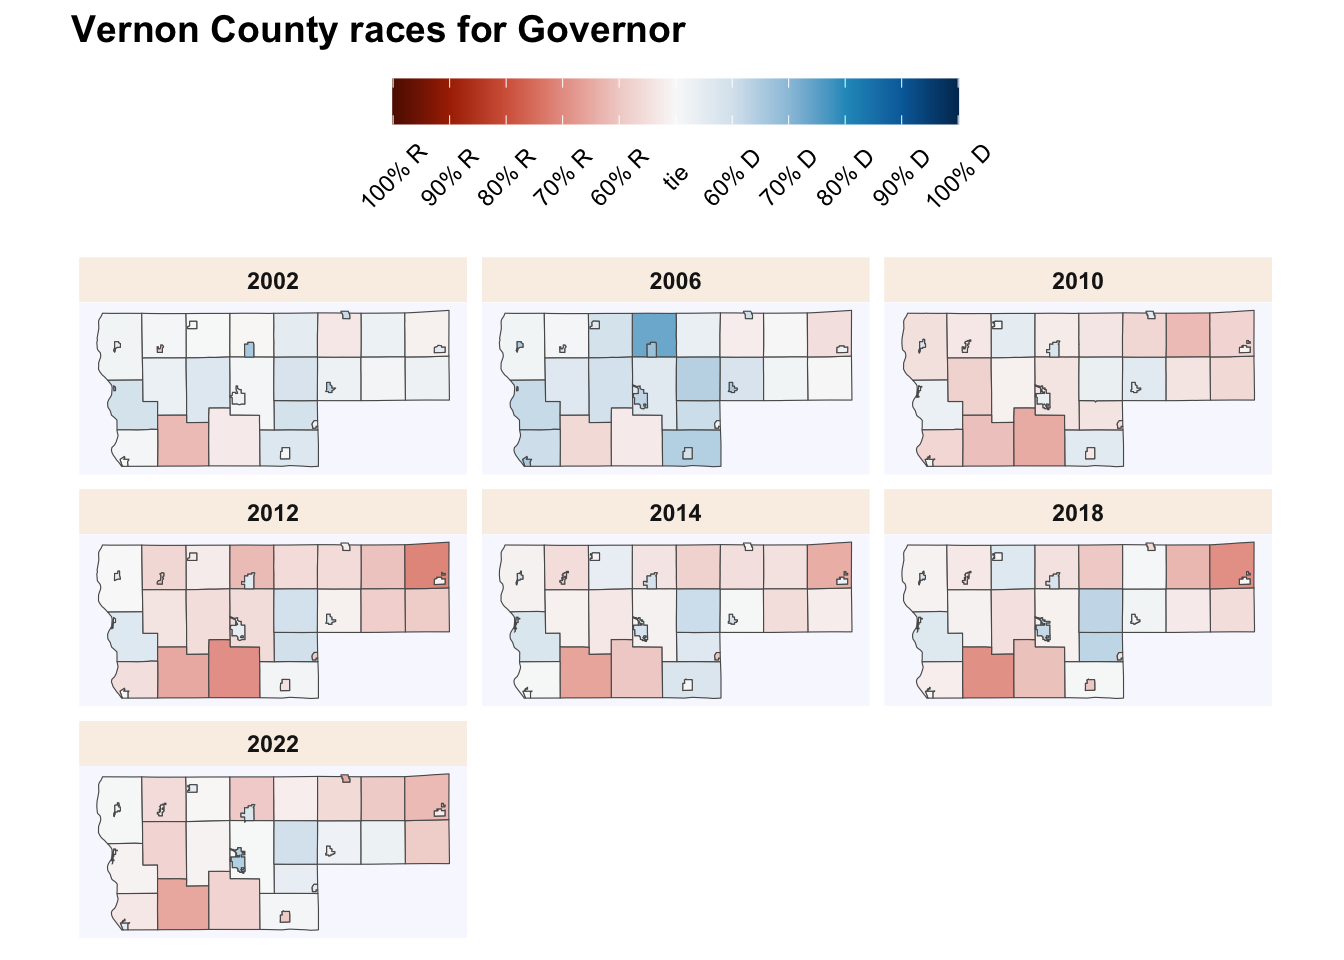 Vernon County races for Governor
100% R
90% R
80% R
70% R
60% R
tie
60% D
70% D
80% D
90% D
100% D
2002
2006
2010
2012
2014
2018
2022